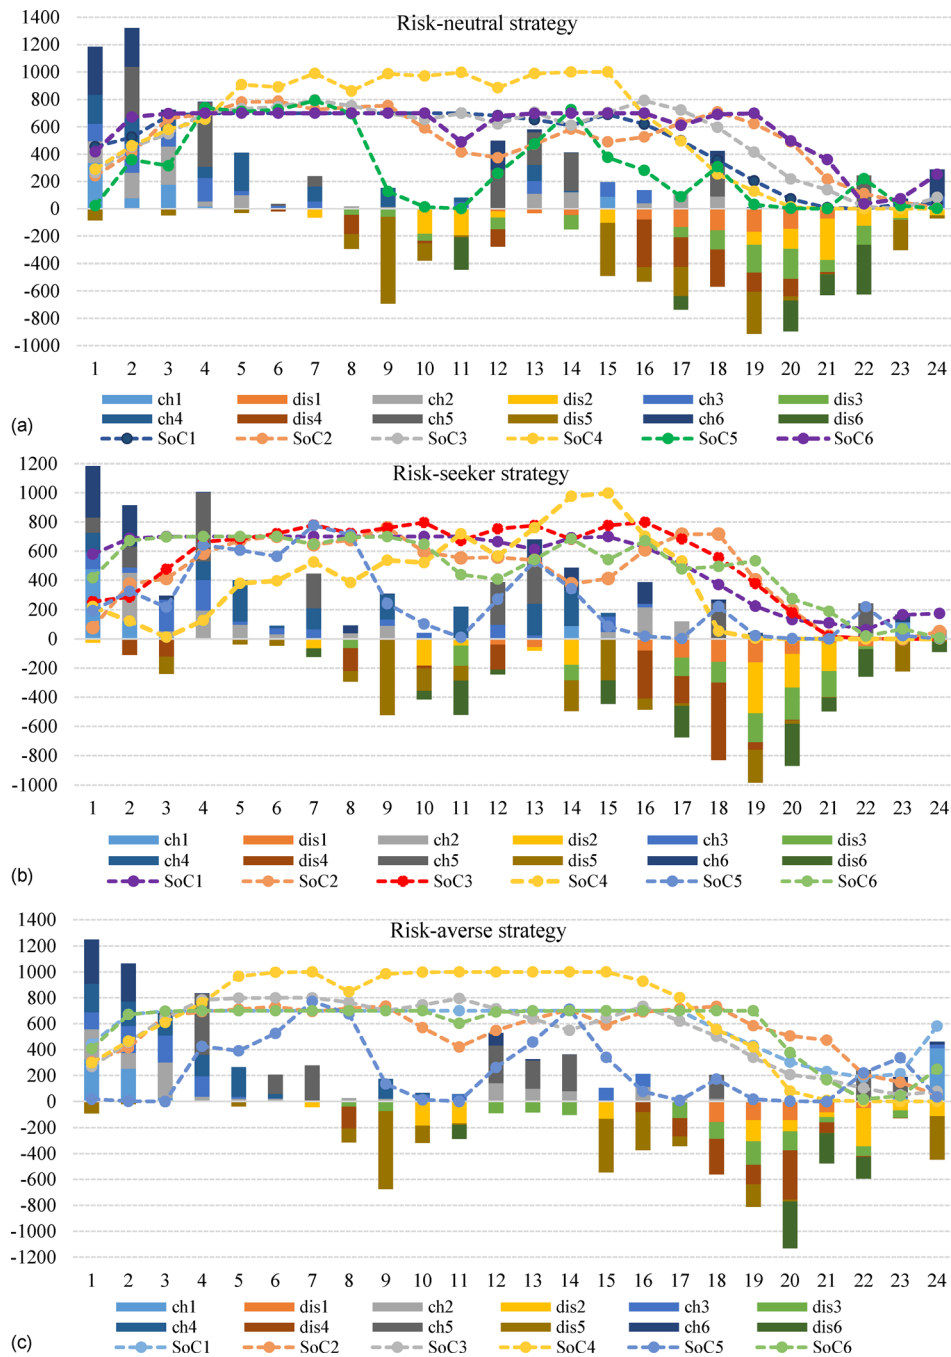 Risk-neutral strategy
1400
1200
1000
800
600
400
200
0
-200
-400
-600
-800
-1000
1 2 3 4 5 6 7 8 9 10 11 12 13 14 15 16 17 18 19 20 21 22 23 24
ch1 dis1 ch2 dis2 ch3 dis3
ch4 dis4 ch5 dis5 ch6 dis6
(a)
SoC1 SoC2 SoC3 SoC4 SoC5 SoC6
Risk-seeker strategy
1200
1000
800
600
400
200
0
-200
-400
-600
-800
-1000
1 2 3 4 5 6 7 8 9 10 11 12 13 14 15 16 17 18 19 20 21 22 23 24
ch1 dis1 ch2 dis2 ch3 dis3
ch4 dis4 ch5 dis5 ch6 dis6
(b)
SoC1 SoC2 SoC3 SoC4 SoC5 SoC6
Risk-averse strategy
1400
1200
1000
800
600
400
200
0
-200
-400
-600
-800
-1000
-1200
1 2 3 4 5 6 7 8 9 10 11 12 13 14 15 16 17 18 19 20 21 22 23 24
ch1 dis1 ch2 dis2 ch3 dis3
ch4 dis4 ch5 dis5 ch6 dis6
(c)
SoC1 SoC2 SoC3 SoC4 SoC5 SoC6